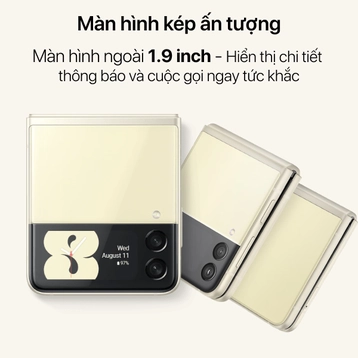 Màn hình kép ấn tượng
Màn hình ngoài 1.9 inch - Hiển thị chi tiết
thông báo và cuộc gọi ngay tức khắc
Wed
August 11
97%